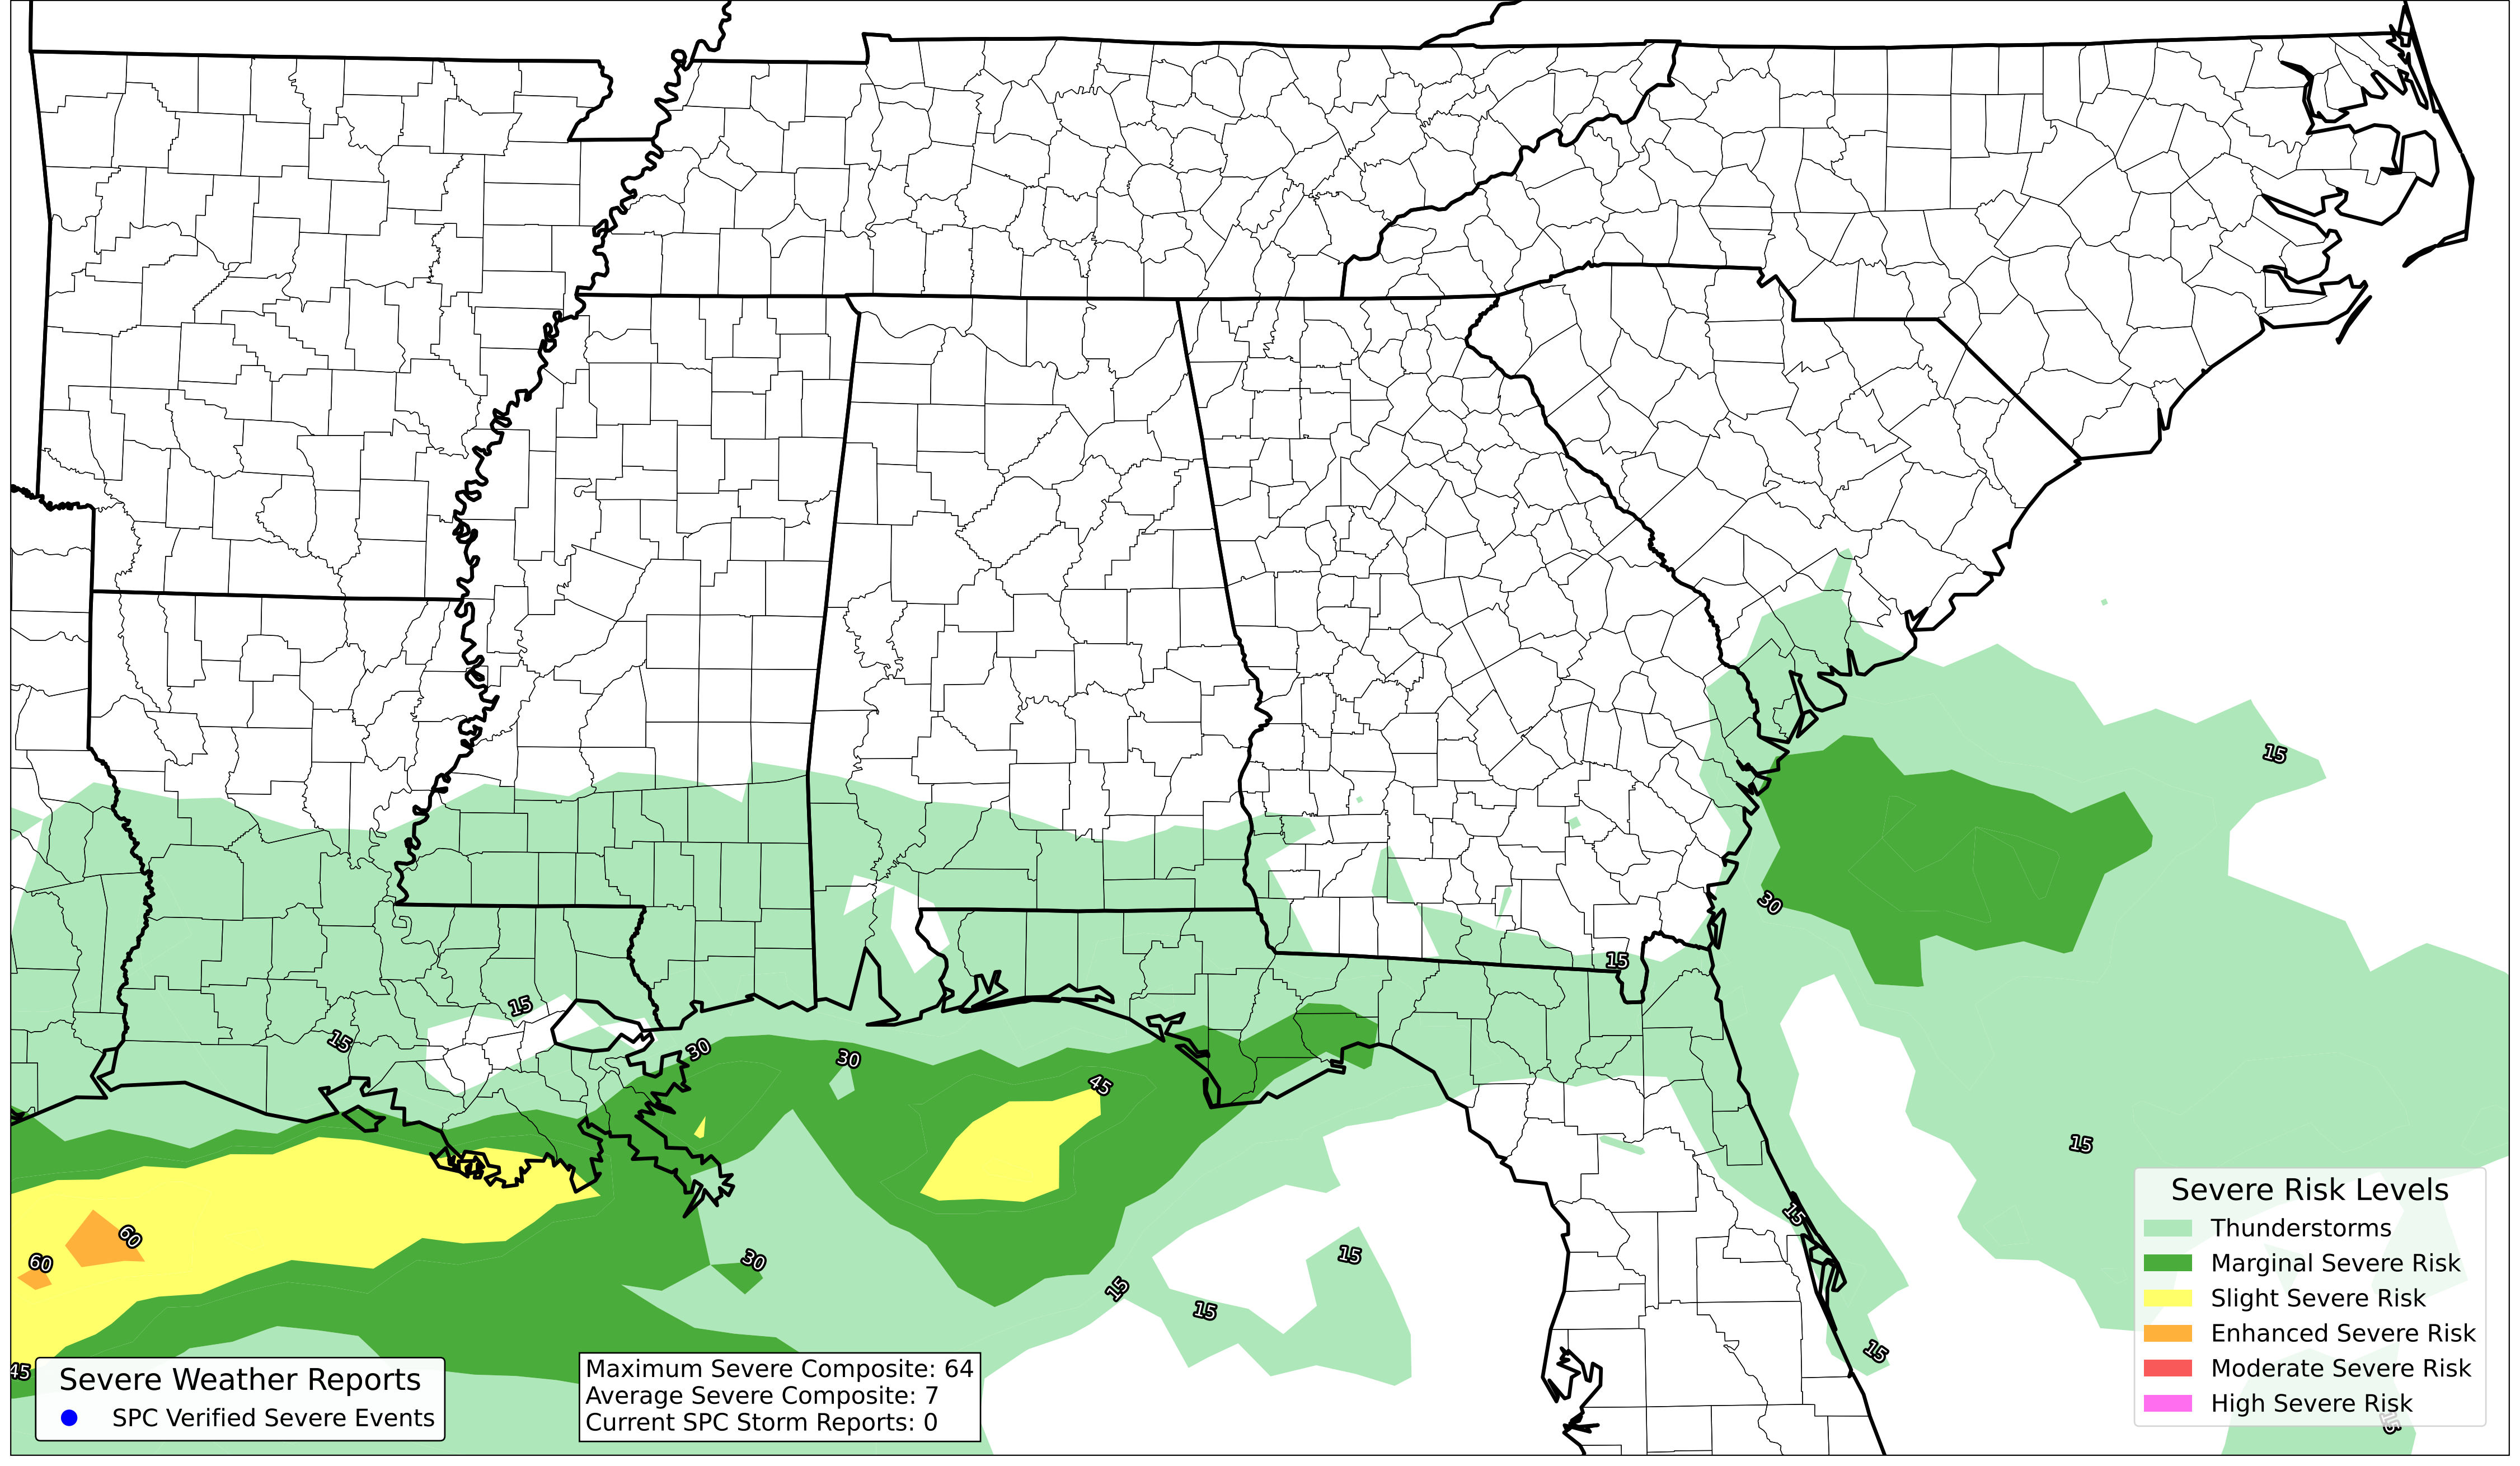 15
30
15
15
15
30
30
45
15
15
60
60
30
15
15
15
15
45
15
Severe Risk Levels
Thunderstorms
Marginal Severe Risk
Slight Severe Risk
Enhanced Severe Risk
Moderate Severe Risk
High Severe Risk
Severe Weather Reports
SPC Verified Severe Events
Maximum Severe Composite: 64
Average Severe Composite: 7
Current SPC Storm Reports: 0